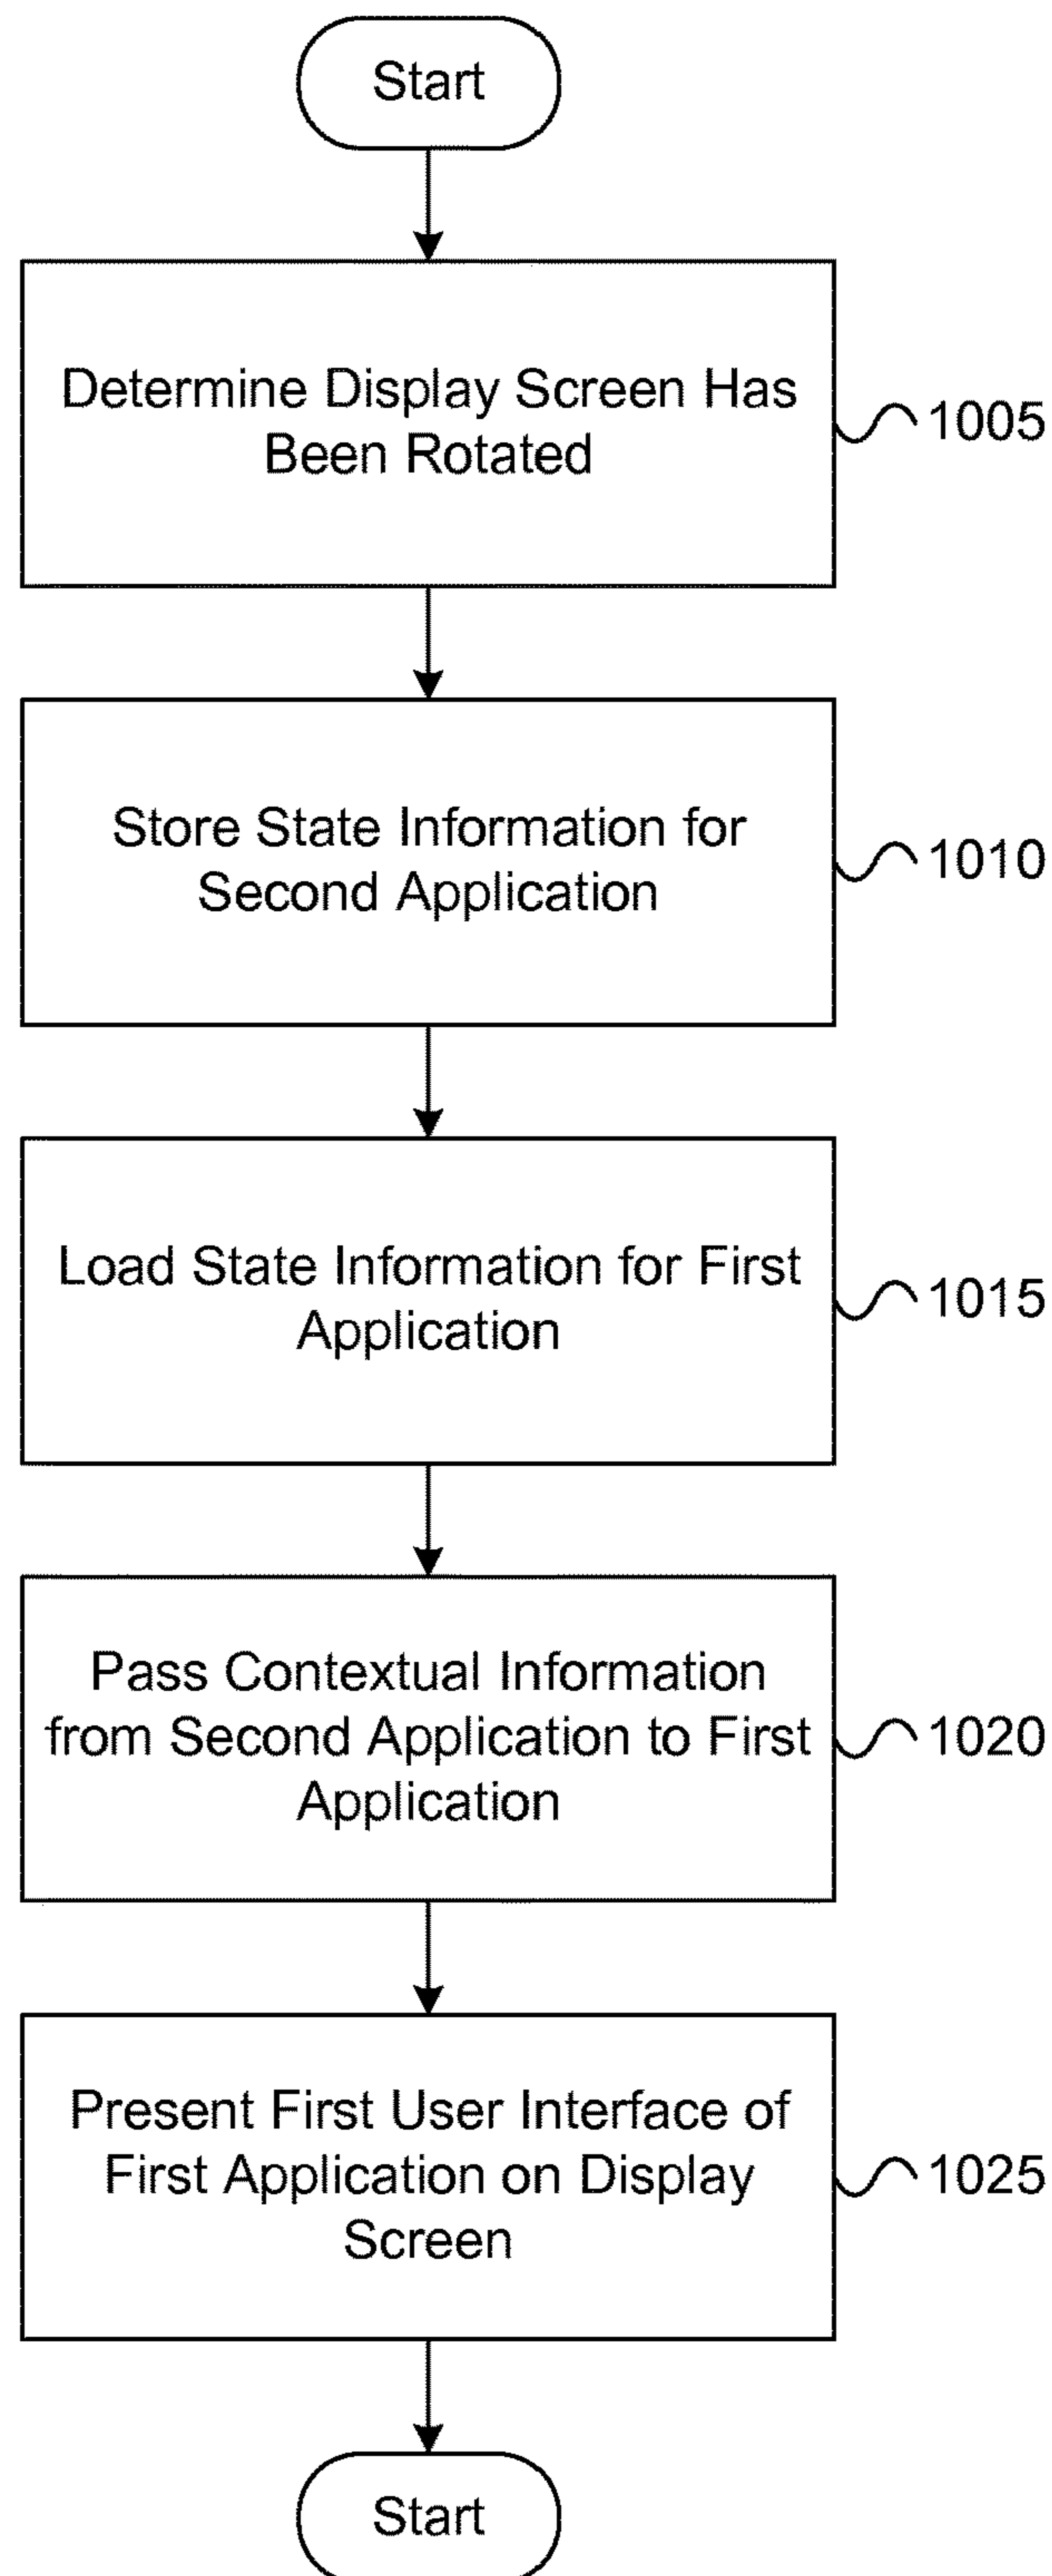 Start
Determine Display Screen Has
Been Rotated
1005
Store State Information for
Second Application
1010
Load State Information for First
Application
1015
Pass Contextual Information
from Second Application to First
Application
1020
Present First User Interface of
First Application on Display
Screen
1025
Start